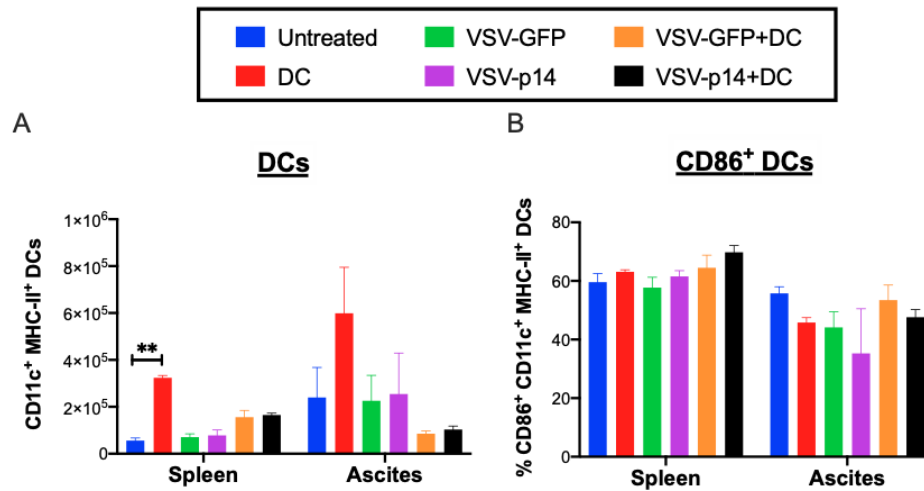 Untreated VSV-GFP VSV-GFP+DC
DC VSV-p14 VSV-p14+DC
A
DCs
CD11c⁺ MHC-II⁺ DCs
1×10⁶
8×10⁵
6×10⁵
4×10⁵
2×10⁵
0
**
Spleen Ascites
B
CD86⁺ DCs
% CD86⁺ CD11c⁺ MHC-II⁺ DCs
80
60
40
20
0
Spleen Ascites